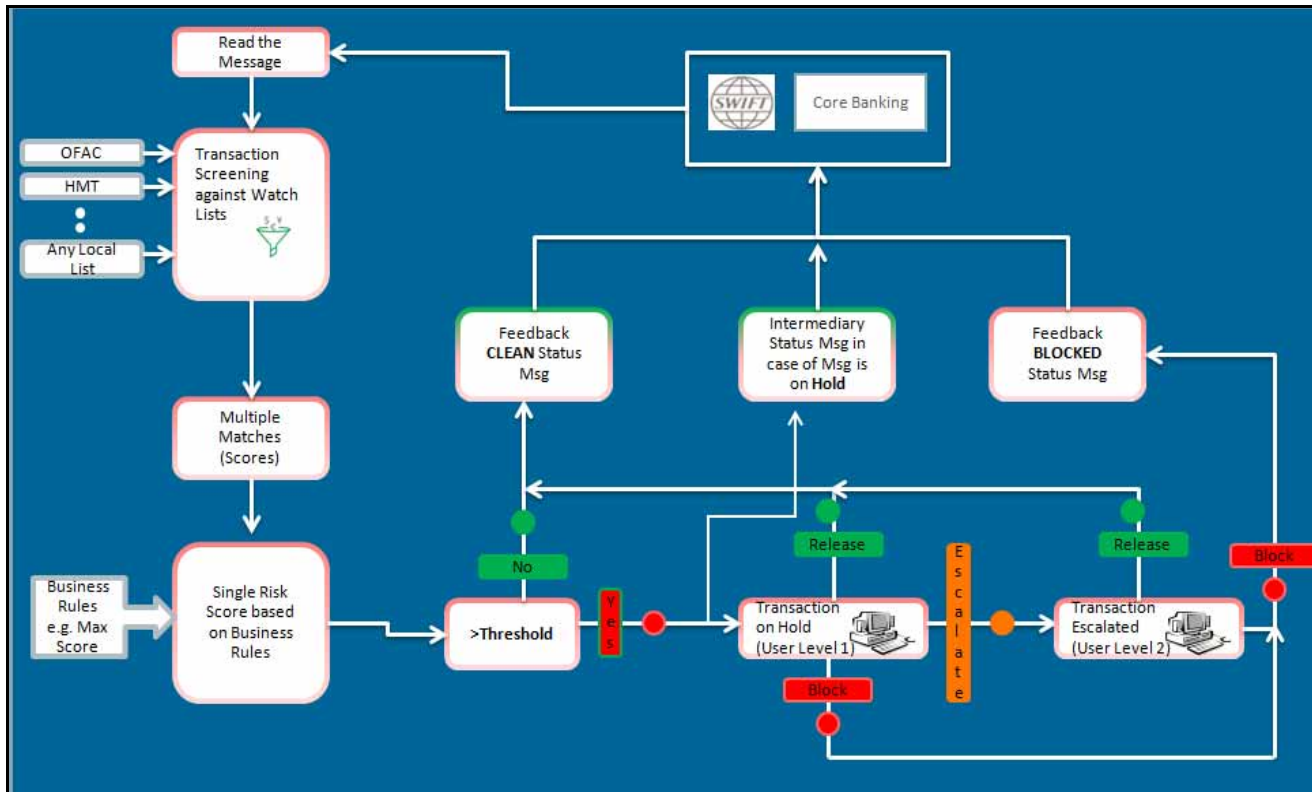 Read the
Message
SWIFT
Core Banking
OFAC
HMT
Any Local
List
Transaction
Screening
against Watch
Lists
S C V
Feedback
CLEAN Status
Msg
Intermediary
Status Msg in
case of Msg is
on Hold
Feedback
BLOCKED
Status Msg
Multiple
Matches
(Scores)
Business
Rules
e.g. Max
Score
Single Risk
Score based
on Business
Rules
>Threshold
No
Yes
Release
Escalate
Release
Block
Transaction
on Hold
(User Level 1)
Block
Transaction
Escalated
(User Level 2)